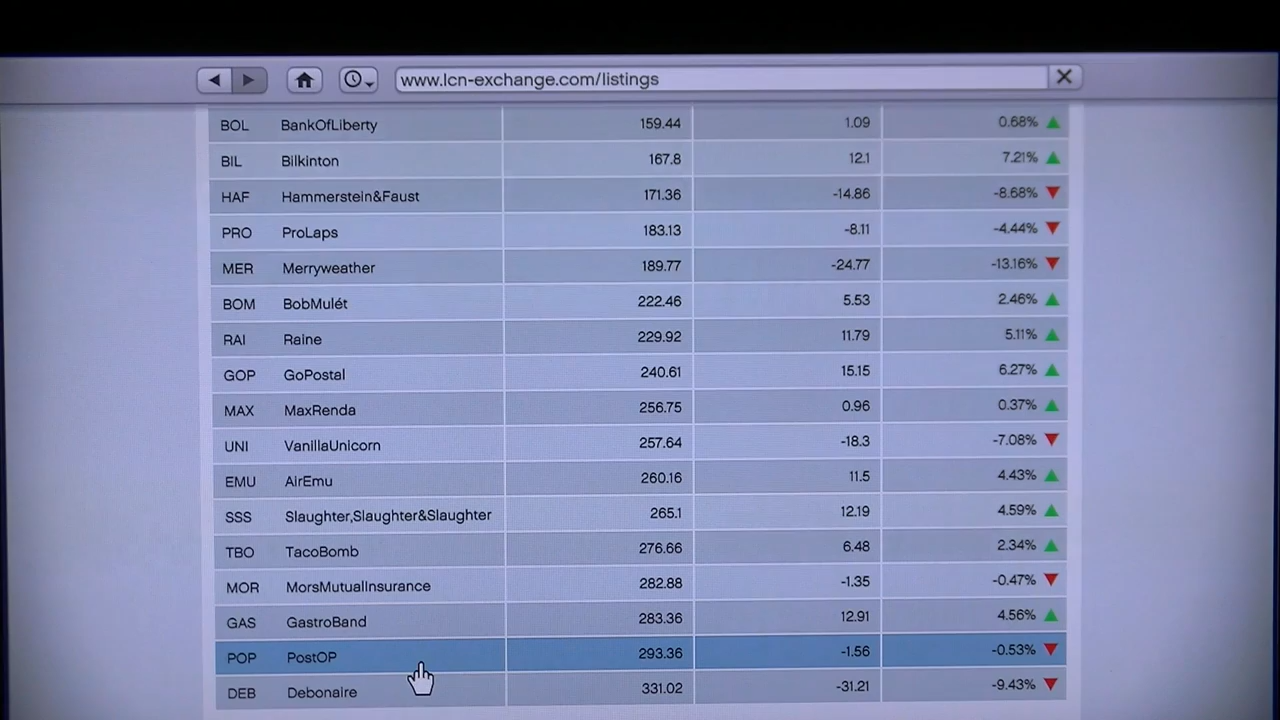 www.lcn-exchange.com/listings
BOL BankOfLiberty 159.44 1.09 0.68%
BIL Bilkinton 167.8 12.1 7.21%
HAF Hammerstein&Faust 171.36 -14.86 -8.68%
PRO ProLaps 183.13 -8.11 -4.44%
MER Merryweather 189.77 -24.77 -13.16%
BOM BobMulét 222.46 5.53 2.46%
RAI Raine 229.92 11.79 5.11%
GOP GoPostal 240.61 15.15 6.27%
MAX MaxRenda 256.75 0.96 0.37%
UNI VanillaUnicorn 257.64 -18.3 -7.08%
EMU AirEmu 260.16 11.5 4.43%
SSS Slaughter,Slaughter&Slaughter 265.1 12.19 4.59%
TBO TacoBomb 276.66 6.48 2.34%
MOR MorsMutualInsurance 282.88 -1.35 -0.47%
GAS GastroBand 283.36 12.91 4.56%
POP PostOP 293.36 -1.56 -0.53%
DEB Debonaire 331.02 -31.21 -9.43%